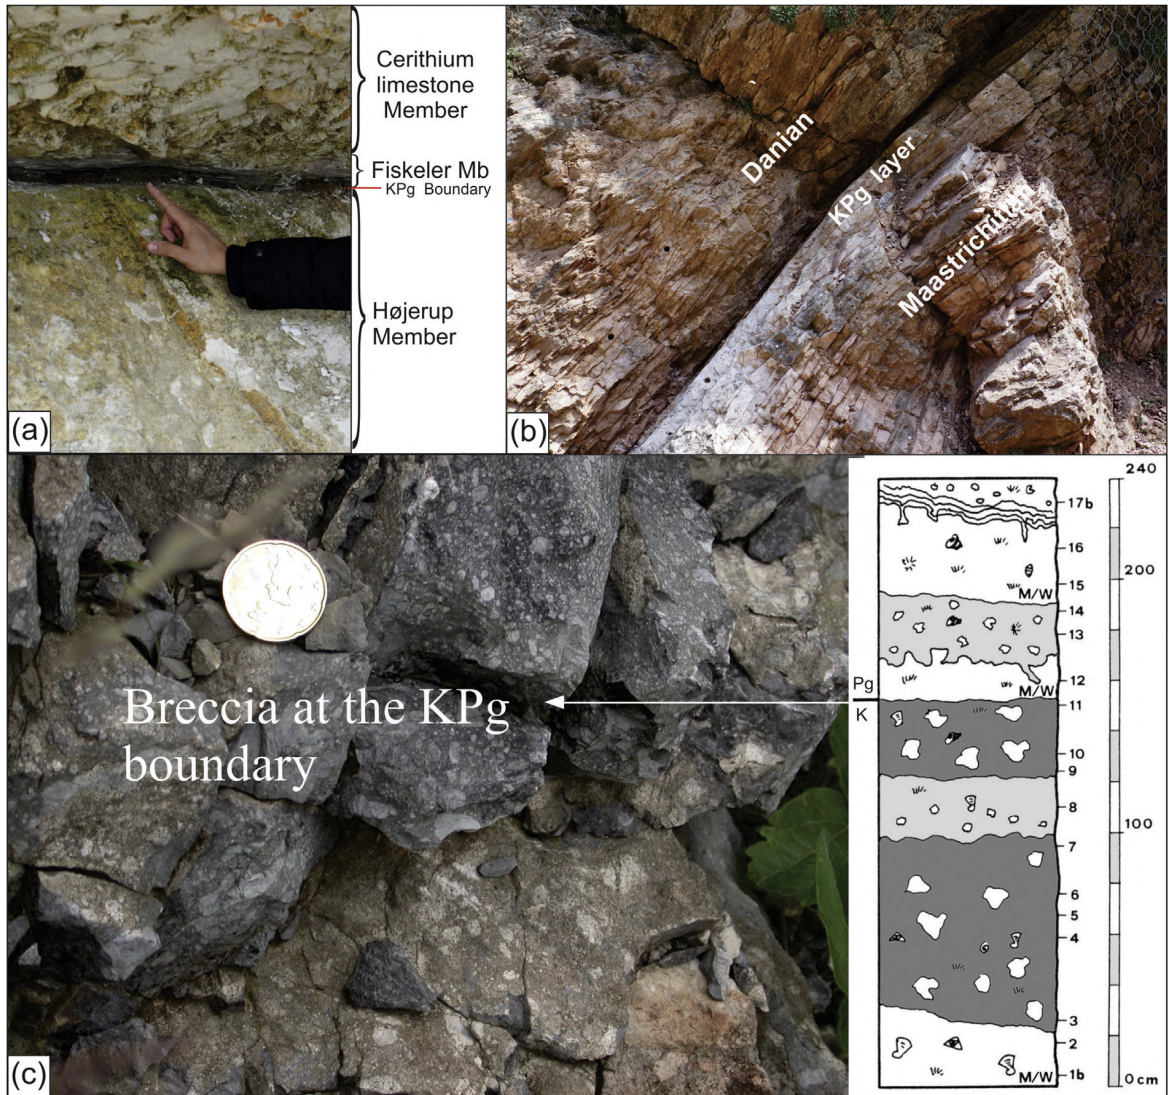 Cerithium
limestone
Member
Fiskeler Mb
KPg Boundary
Højerup
Member
(a)
Danian
KPg layer
Maastrichtian
(b)
Breccia at the KPg
boundary
(c)
Pg
K
17b
16
15
M/W
14
13
12
M/W
11
10
9
8
7
6
5
4
3
2
1b
M/W
240
200
100
0 cm